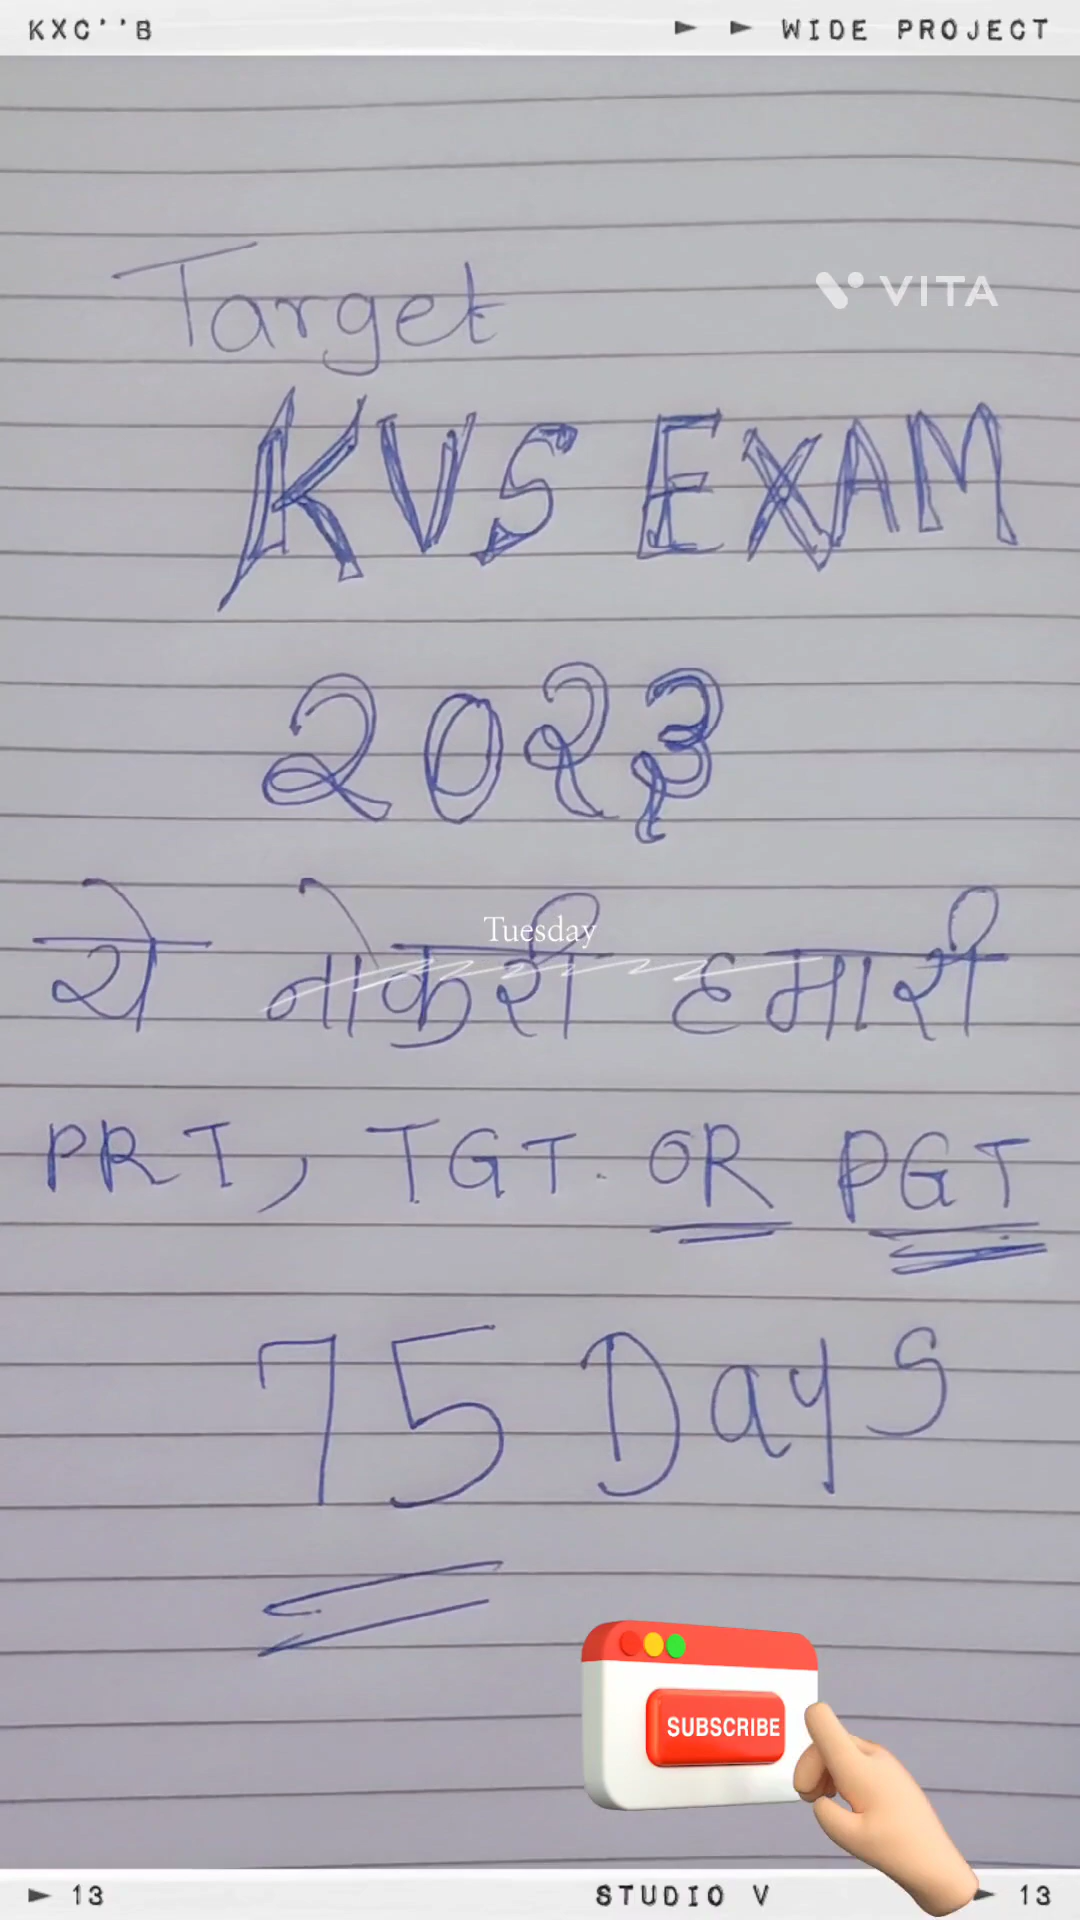 KXC''B ► ► WIDE PROJECT
Target
VITA
KVS EXAM
२०२३
Tuesday
ये नोकरी हमारी
PRT, TGT. OR PGT
75 Days
SUBSCRIBE
► 13 STUDIO V ► 13